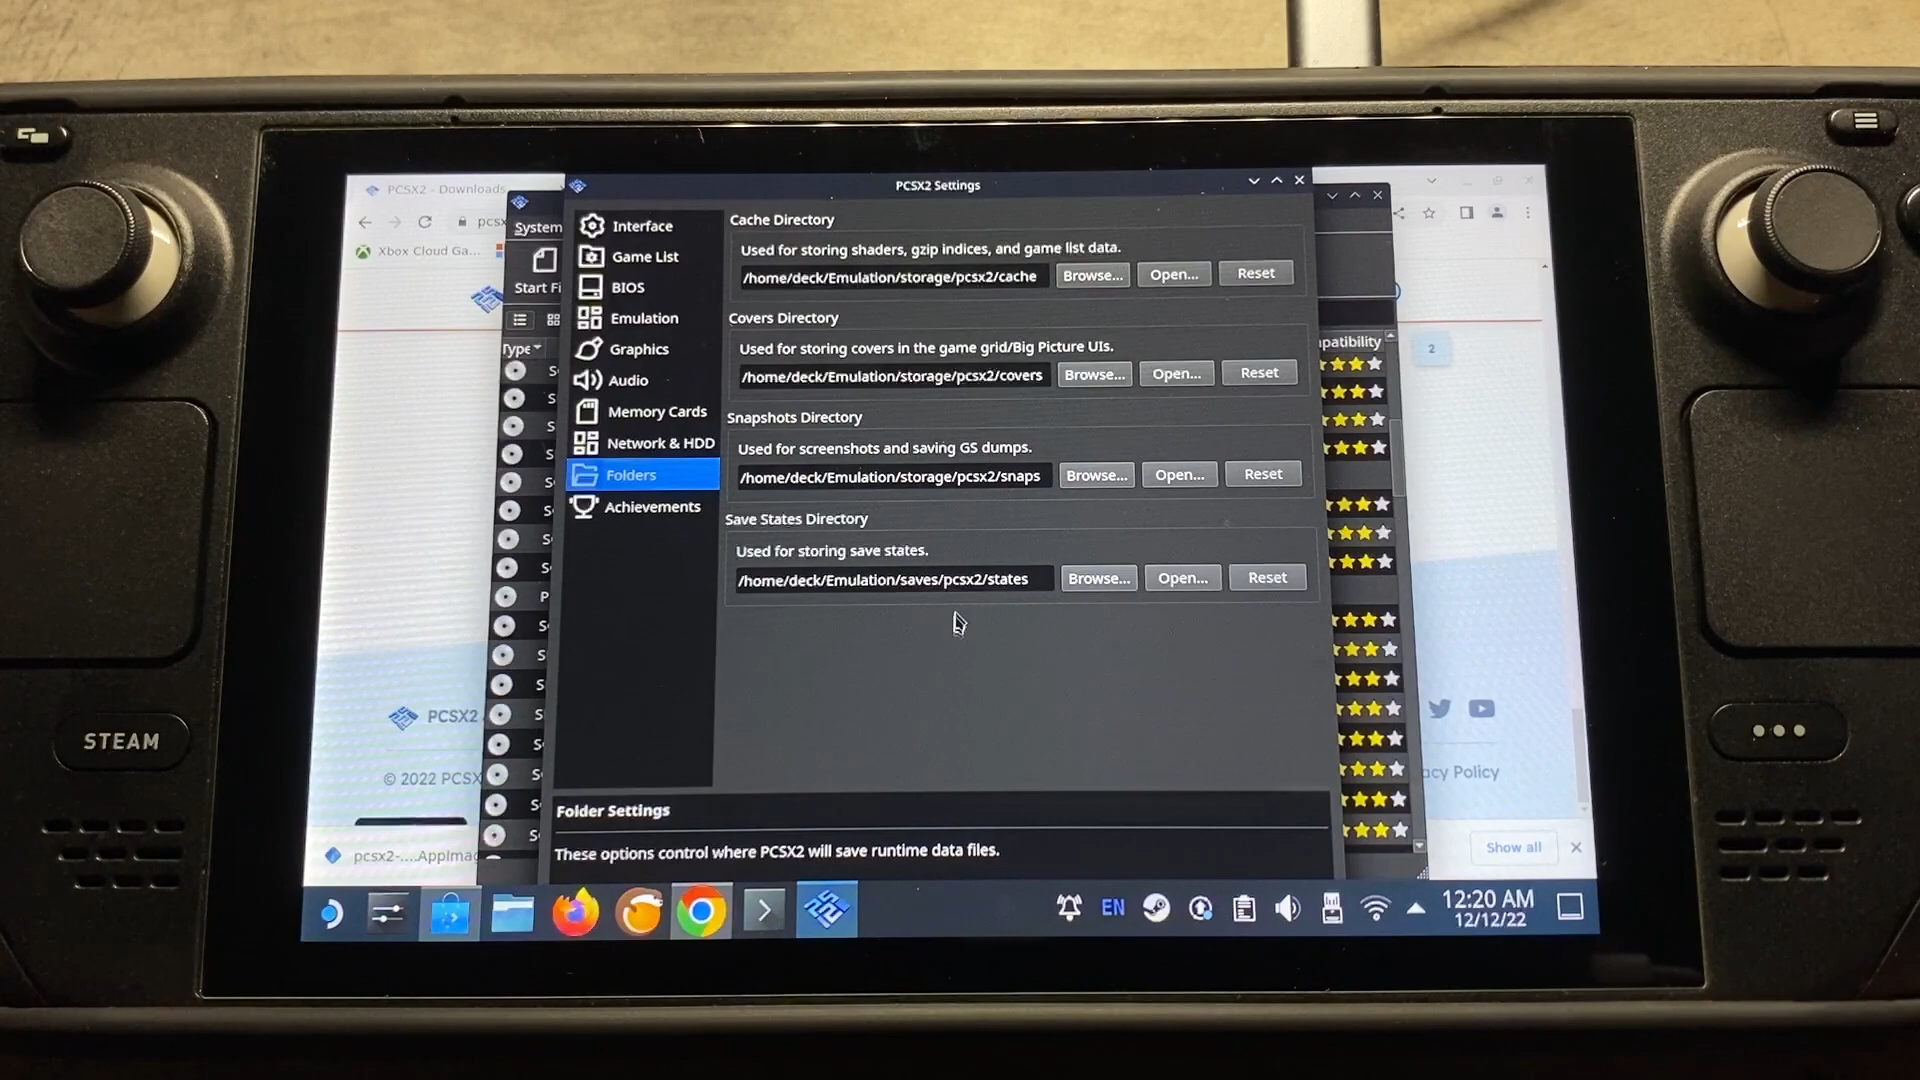 PCSX2 - Downloads
PCSX2 Settings
pcsx
Xbox Cloud Ga...
System
Start Fi
Type
Interface
Game List
BIOS
Emulation
Graphics
Audio
Memory Cards
Network & HDD
Folders
Achievements
Cache Directory
Used for storing shaders, gzip indices, and game list data.
/home/deck/Emulation/storage/pcsx2/cache Browse... Open... Reset
Covers Directory
Used for storing covers in the game grid/Big Picture UIs.
/home/deck/Emulation/storage/pcsx2/covers Browse... Open... Reset
Snapshots Directory
Used for screenshots and saving GS dumps.
/home/deck/Emulation/storage/pcsx2/snaps Browse... Open... Reset
Save States Directory
Used for storing save states.
/home/deck/Emulation/saves/pcsx2/states Browse... Open... Reset
patibility
2
PCSX2
© 2022 PCSX
acy Policy
STEAM
Folder Settings
These options control where PCSX2 will save runtime data files.
pcsx2-....AppImag
Show all
EN
12:20 AM
12/12/22